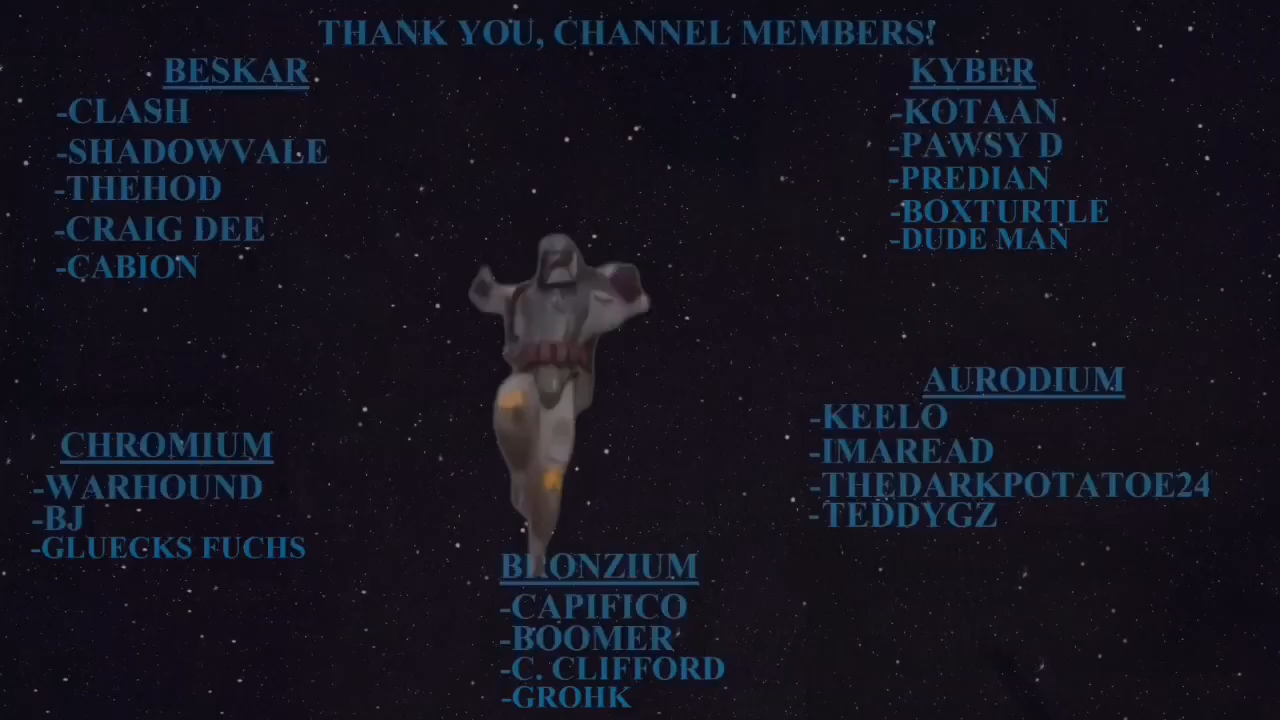 THANK YOU, CHANNEL MEMBERS!
BESKAR
-CLASH
-SHADOWVALE
-THEHOD
-CRAIG DEE
-CABION
KYBER
-KOTAAN
-PAWSY D
-PREDIAN
-BOXTURTLE
-DUDE MAN
CHROMIUM
-WARHOUND
-BJ
-GLUECKS FUCHS
AURODIUM
-KEELO
-IMAREAD
-THEDARKPOTATOE24
-TEDDYGZ
BRONZIUM
-CAPIFICO
-BOOMER
-C. CLIFFORD
-GROHK